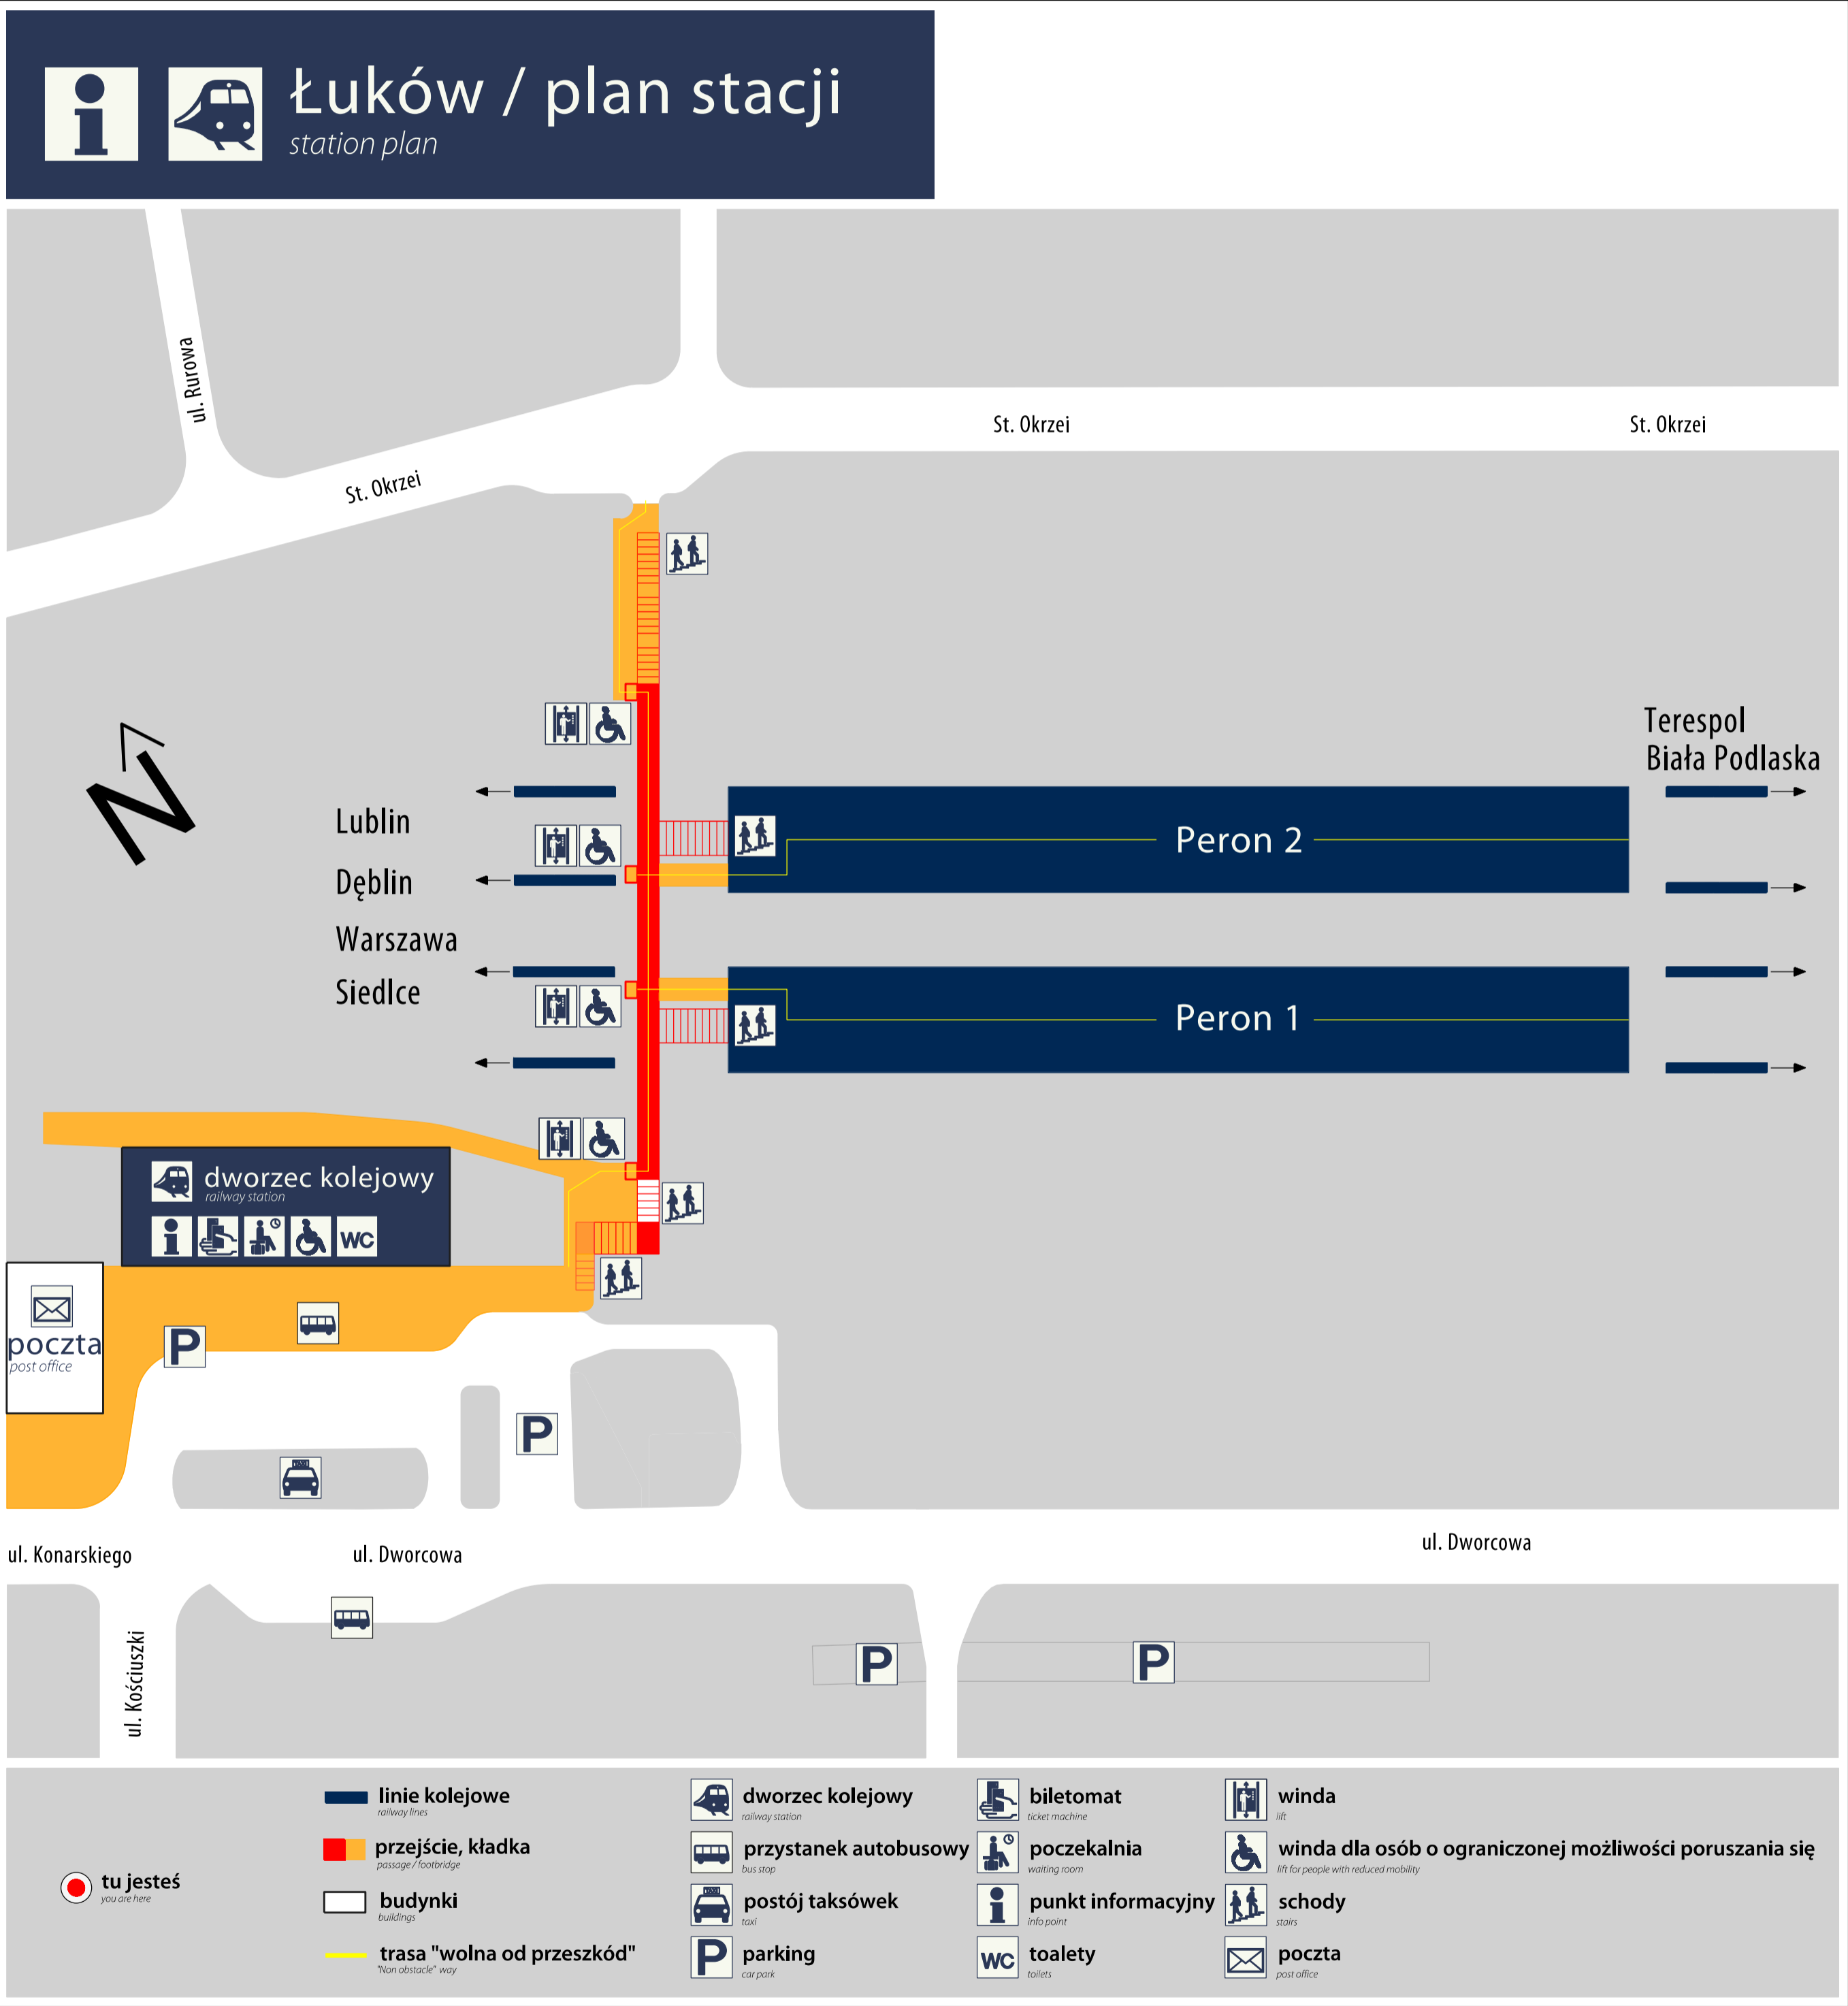 Łuków / plan stacji
station plan
ul. Rurowa
St. Okrzei
St. Okrzei
St. Okrzei
N
Terespol
Biała Podlaska
Lublin
Dęblin
Warszawa
Siedlce
Peron 2
Peron 1
dworzec kolejowy
railway station
WC
poczta
post office
P
P
TAXI
ul. Konarskiego
ul. Dworcowa
ul. Dworcowa
ul. Kościuszki
P
P
tu jesteś
you are here
linie kolejowe
railway lines
przejście, kładka
passage / footbridge
budynki
buildings
trasa "wolna od przeszkód"
"Non obstacle" way
dworzec kolejowy
railway station
przystanek autobusowy
bus stop
TAXI
postój taksówek
taxi
P
parking
car park
biletomat
ticket machine
poczekalnia
waiting room
punkt informacyjny
info point
WC
toalety
toilets
winda
lift
winda dla osób o ograniczonej możliwości poruszania się
lift for people with reduced mobility
schody
stairs
poczta
post office